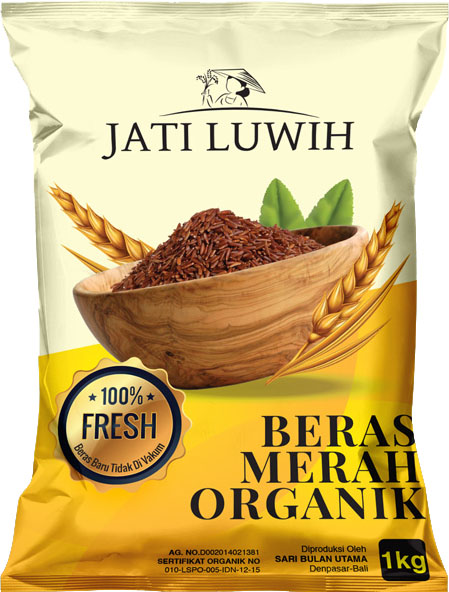 JATI LUWIH
100%
FRESH
Beras Baru Tidak Di Vakum
BERAS
MERAH
ORGANIK
AG. NO.D002014021381
SERTIFIKAT ORGANIK NO
010-LSPO-005-IDN-12-15
Diproduksi Oleh
SARI BULAN UTAMA
Denpasar-Bali
1kg